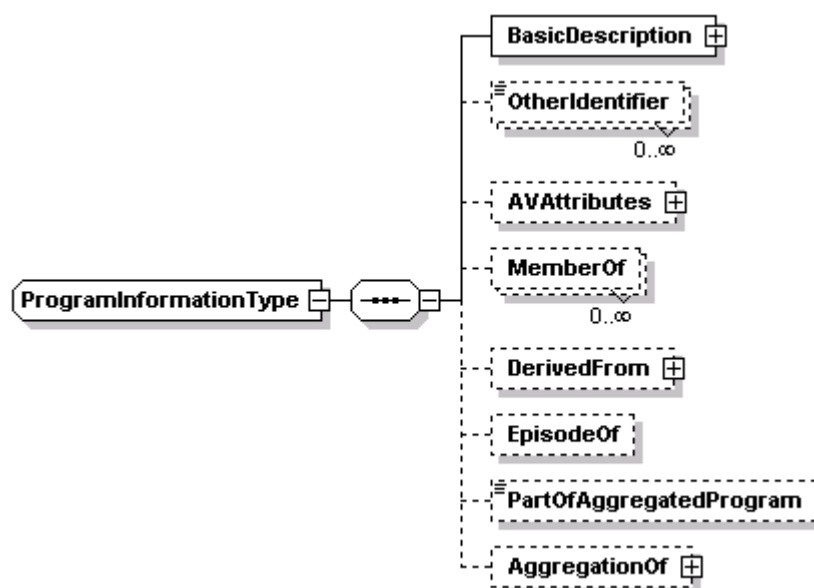 BasicDescription
OtherIdentifier
0..∞
AVAttributes
MemberOf
0..∞
ProgramInformationType
DerivedFrom
EpisodeOf
PartOfAggregatedProgram
AggregationOf